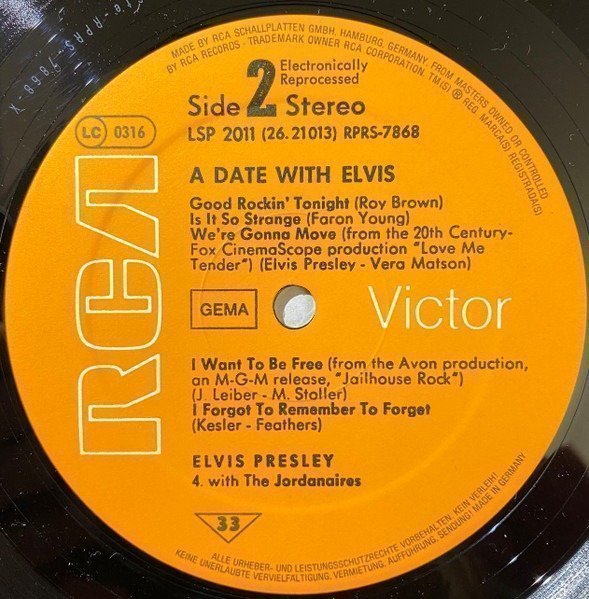 MADE BY RCA SCHALLPLATTEN GMBH, HAMBURG, GERMANY, FROM MASTERS OWNED OR CONTROLLED
BY RCA RECORDS - TRADEMARK OWNER RCA CORPORATION. TM(S) ® REG. MARCA(S) REGISTRADA(S)
Electronically
Reprocessed
Side 2 Stereo
LC 0316
LSP 2011 (26.21013) RPRS-7868
A DATE WITH ELVIS
Good Rockin' Tonight (Roy Brown)
Is It So Strange (Faron Young)
We're Gonna Move (from the 20th Century-
Fox CinemaScope production "Love Me
Tender") (Elvis Presley - Vera Matson)
RCA
GEMA
Victor
I Want To Be Free (from the Avon production,
an M-G-M release, "Jailhouse Rock")
(J. Leiber - M. Stoller)
I Forgot To Remember To Forget
(Kesler - Feathers)
ELVIS PRESLEY
4. with The Jordanaires
33
ALLE URHEBER- UND LEISTUNGSSCHUTZRECHTE VORBEHALTEN. KEIN VERLEIH!
KEINE UNERLAUBTE VERVIELFÄLTIGUNG, VERMIETUNG, AUFFÜHRUNG, SENDUNG! MADE IN GERMANY